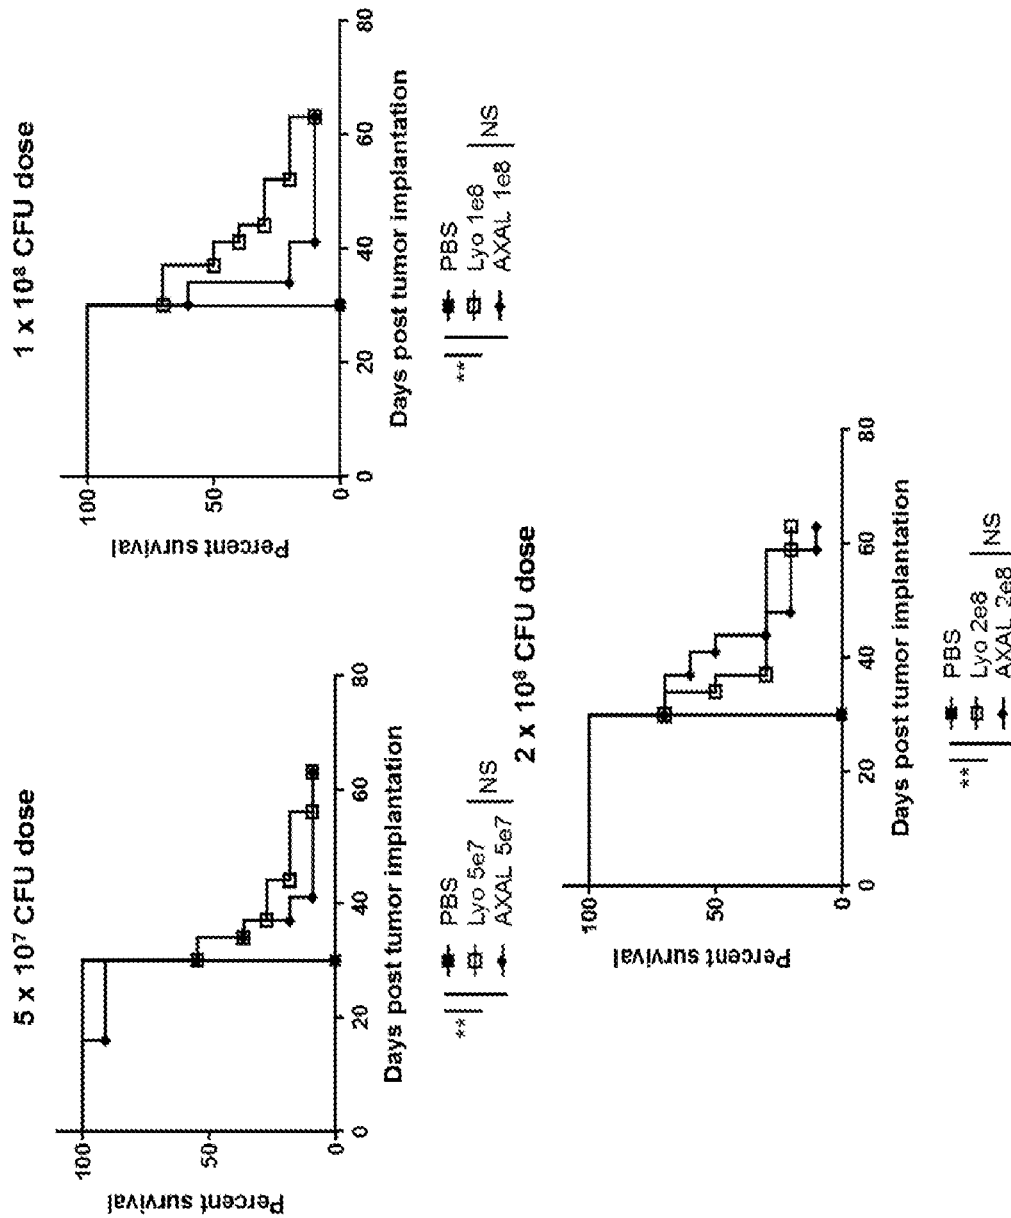 5 x 10⁷ CFU dose
Percent survival
100
50
0
0
20
40
60
80
Days post tumor implantation
** PBS
Lyo 5e7
AXAL 5e7
NS
1 x 10⁸ CFU dose
Percent survival
100
50
0
0
20
40
60
80
Days post tumor implantation
** PBS
Lyo 1e8
AXAL 1e8
NS
2 x 10⁸ CFU dose
Percent survival
100
50
0
0
20
40
60
80
Days post tumor implantation
** PBS
Lyo 2e8
AXAL 2e8
NS